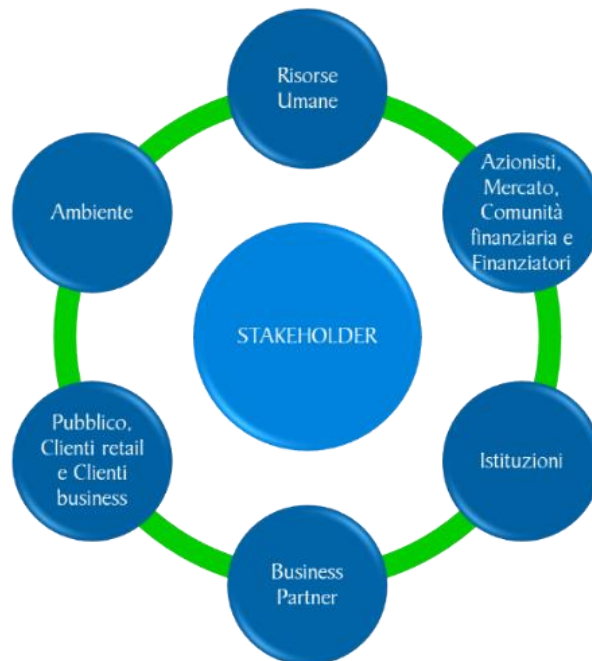 Risorse
Umane
Azionisti,
Mercato,
Comunità
finanziaria e
Finanziatori
Ambiente
STAKEHOLDER
Pubblico,
Clienti retail
e Clienti
business
Istituzioni
Business
Partner